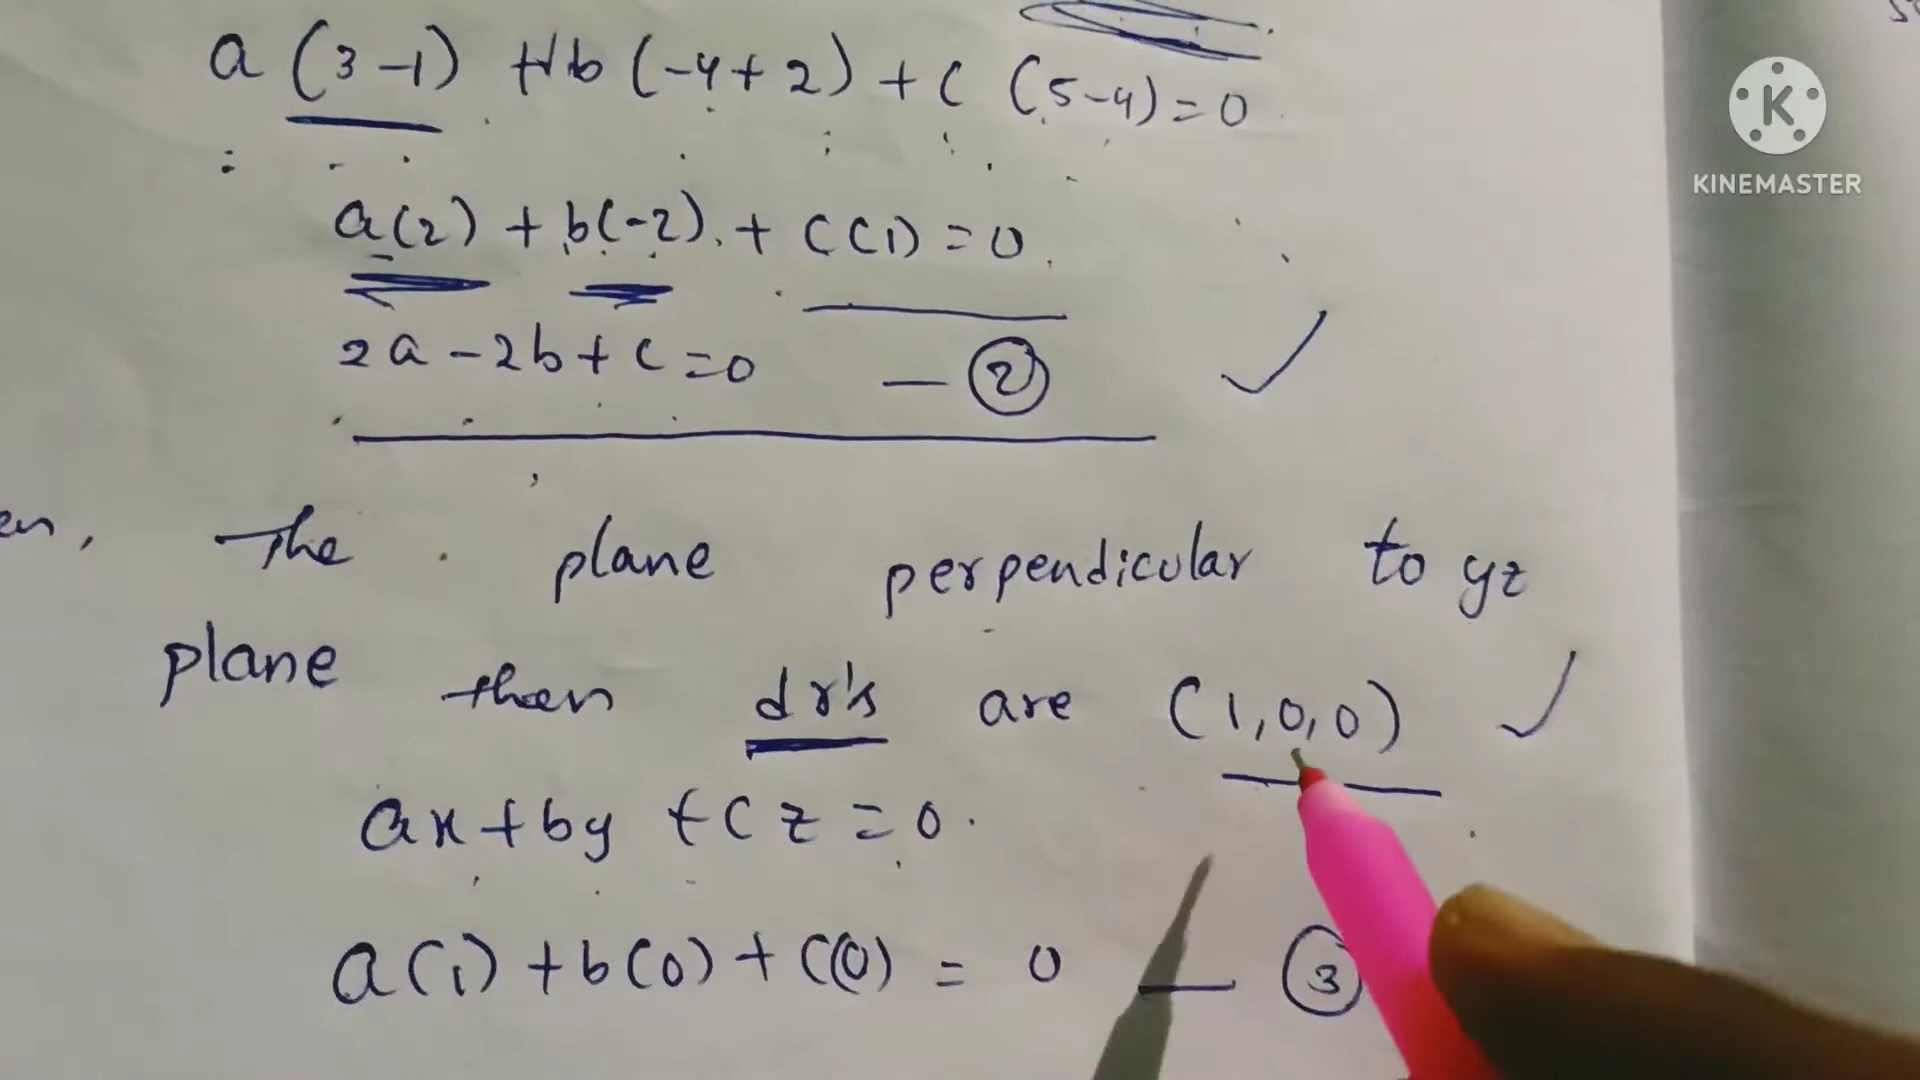 a (3-1) + b (-4+2) + c (5-4) = 0
K
KINEMASTER
a(2) + b(-2) + c(1) = 0
2a - 2b + c = 0 — ②
The plane perpendicular to yz
plane then dr's are (1,0,0)
ax + by + cz = 0.
a(1) + b(0) + c(0) = 0 — ③